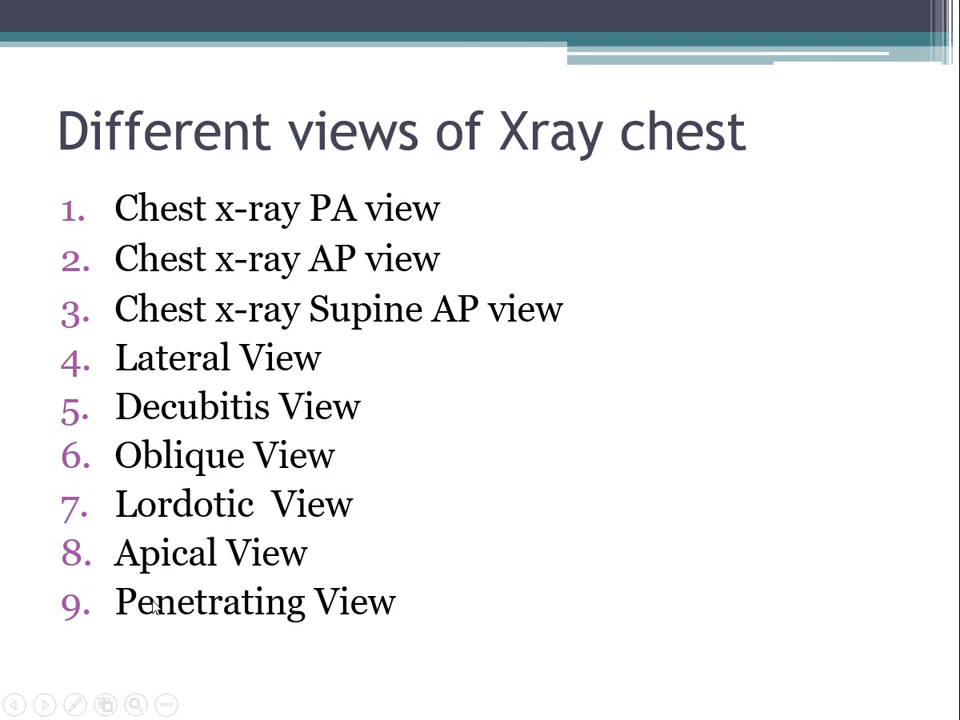 Different views of Xray chest
1. Chest x-ray PA view
2. Chest x-ray AP view
3. Chest x-ray Supine AP view
4. Lateral View
5. Decubitis View
6. Oblique View
7. Lordotic  View
8. Apical View
9. Penetrating View